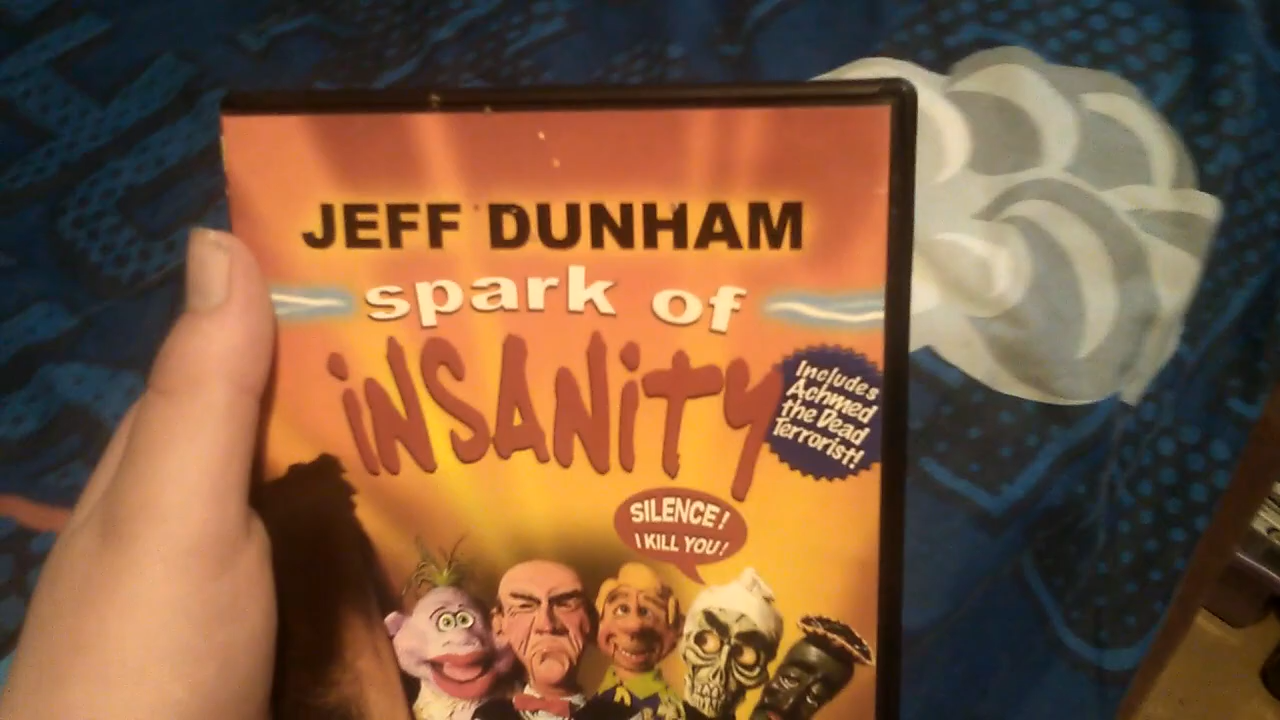 JEFF DUNHAM
spark of
iNSANiTY
Includes
Achmed
the Dead
Terrorist!
SILENCE!
I KILL YOU!